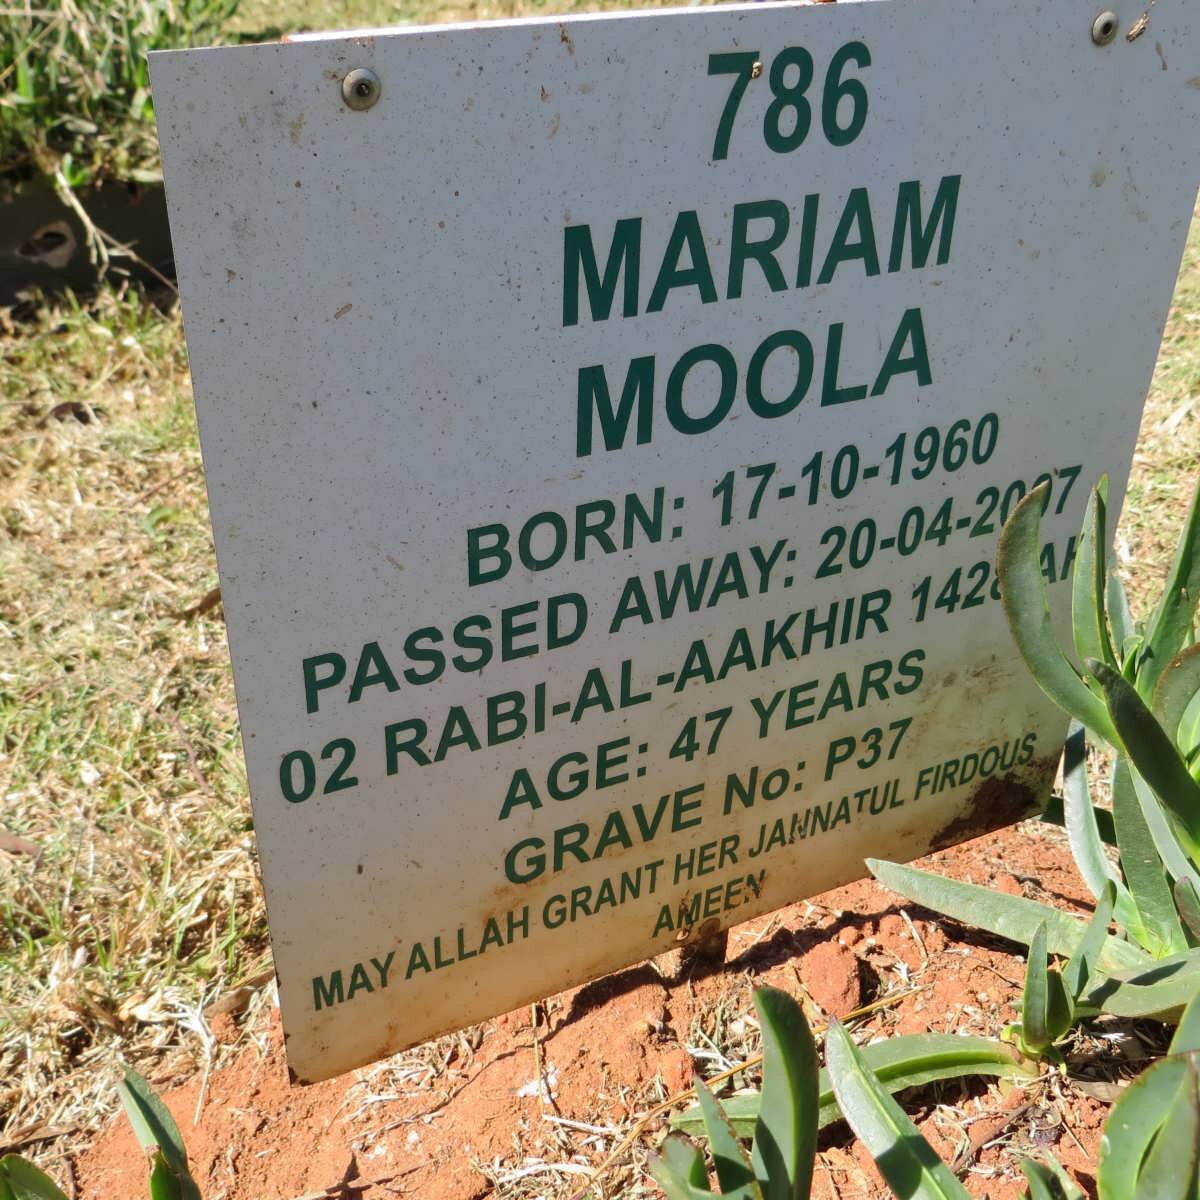 786
MARIAM
MOOLA
BORN: 17-10-1960
PASSED AWAY: 20-04-2007
02 RABI-AL-AAKHIR 1428 AH
AGE: 47 YEARS
GRAVE No: P37
MAY ALLAH GRANT HER JANNATUL FIRDOUS
AMEEN